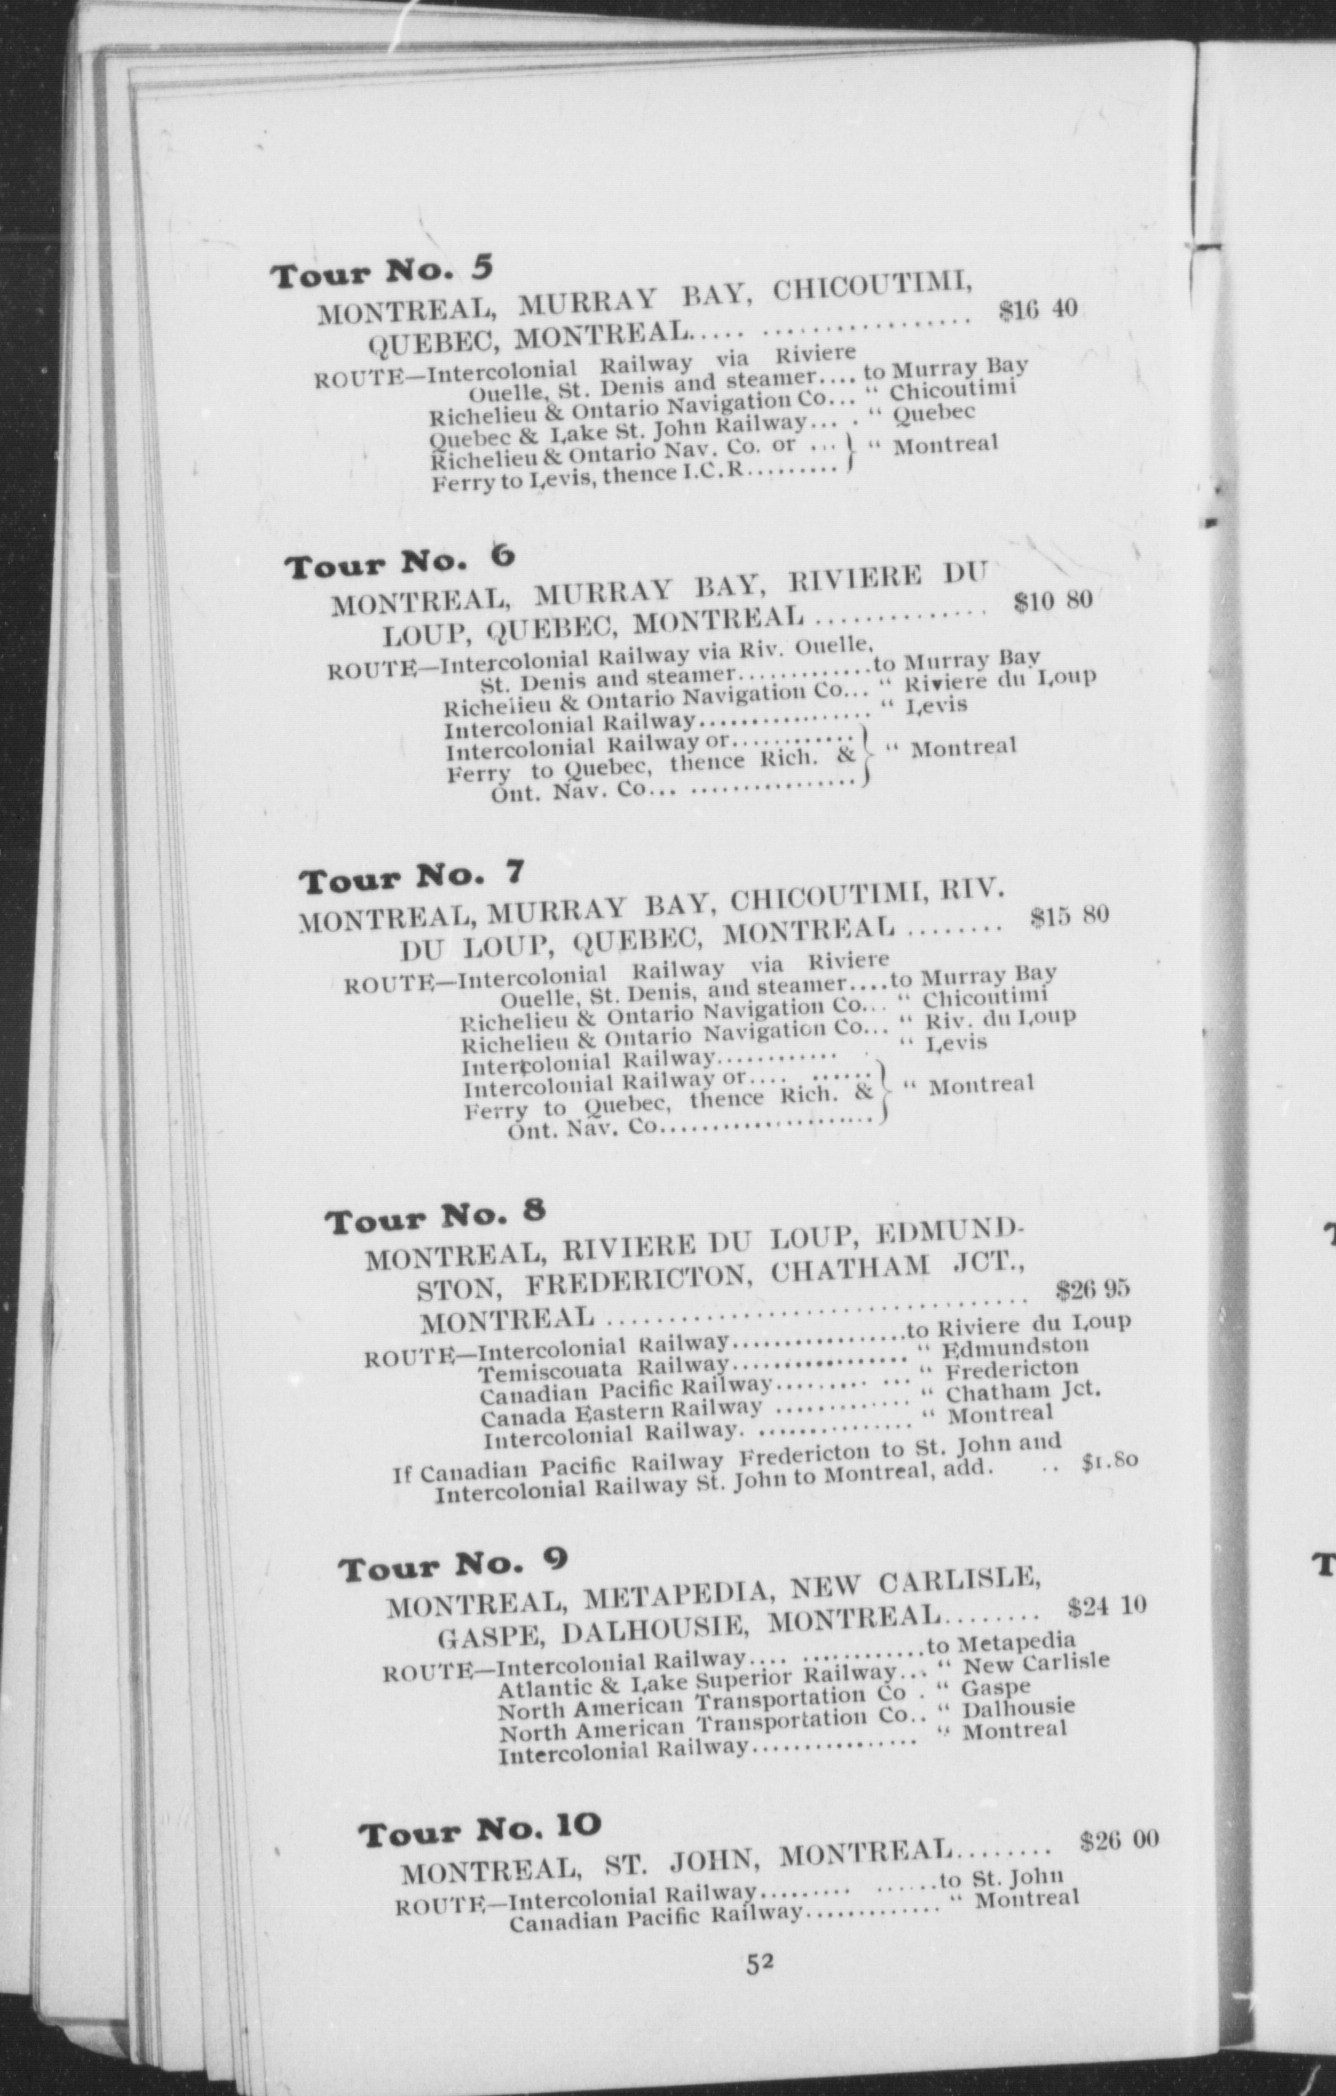 Tour No. 5
MONTREAL, MURRAY BAY, CHICOUTIMI,
QUEBEC, MONTREAL..... .................. $16 40
ROUTE—Intercolonial Railway via Riviere
Ouelle, St. Denis and steamer.... to Murray Bay
Richelieu & Ontario Navigation Co... " Chicoutimi
Quebec & Lake St. John Railway... . " Quebec
Richelieu & Ontario Nav. Co. or ... } " Montreal
Ferry to Levis, thence I.C.R.........
Tour No. 6
MONTREAL, MURRAY BAY, RIVIERE DU
LOUP, QUEBEC, MONTREAL .............. $10 80
ROUTE—Intercolonial Railway via Riv. Ouelle,
St. Denis and steamer.............to Murray Bay
Richelieu & Ontario Navigation Co... " Riviere du Loup
Intercolonial Railway................. " Levis
Intercolonial Railway or............
Ferry to Quebec, thence Rich. & } " Montreal
Ont. Nav. Co... ................
Tour No. 7
MONTREAL, MURRAY BAY, CHICOUTIMI, RIV.
DU LOUP, QUEBEC, MONTREAL ........ $15 80
ROUTE—Intercolonial Railway via Riviere
Ouelle, St. Denis, and steamer....to Murray Bay
Richelieu & Ontario Navigation Co... " Chicoutimi
Richelieu & Ontario Navigation Co... " Riv. du Loup
Intercolonial Railway............ " Levis
Intercolonial Railway or.... ......
Ferry to Quebec, thence Rich. & } " Montreal
Ont. Nav. Co.....................
Tour No. 8
MONTREAL, RIVIERE DU LOUP, EDMUND-
STON, FREDERICTON, CHATHAM JCT.,
MONTREAL .................................. $26 95
ROUTE—Intercolonial Railway.................to Riviere du Loup
Temiscouata Railway................. " Edmundston
Canadian Pacific Railway......... ... " Fredericton
Canada Eastern Railway ............. " Chatham Jct.
Intercolonial Railway. ............... " Montreal
If Canadian Pacific Railway Fredericton to St. John and
Intercolonial Railway St. John to Montreal, add. .. $1.80
Tour No. 9
MONTREAL, METAPEDIA, NEW CARLISLE,
GASPE, DALHOUSIE, MONTREAL........ $24 10
ROUTE—Intercolonial Railway.... ............to Metapedia
Atlantic & Lake Superior Railway... " New Carlisle
North American Transportation Co . " Gaspe
North American Transportation Co.. " Dalhousie
Intercolonial Railway................ " Montreal
Tour No. 10
MONTREAL, ST. JOHN, MONTREAL........ $26 00
ROUTE—Intercolonial Railway......... ......to St. John
Canadian Pacific Railway............. " Montreal
52
T